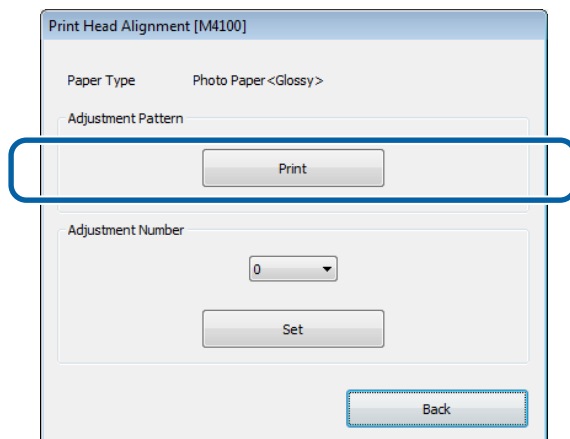 Print Head Alignment [M4100]
Paper Type Photo Paper<Glossy>
Adjustment Pattern
Print
Adjustment Number
0
Set
Back